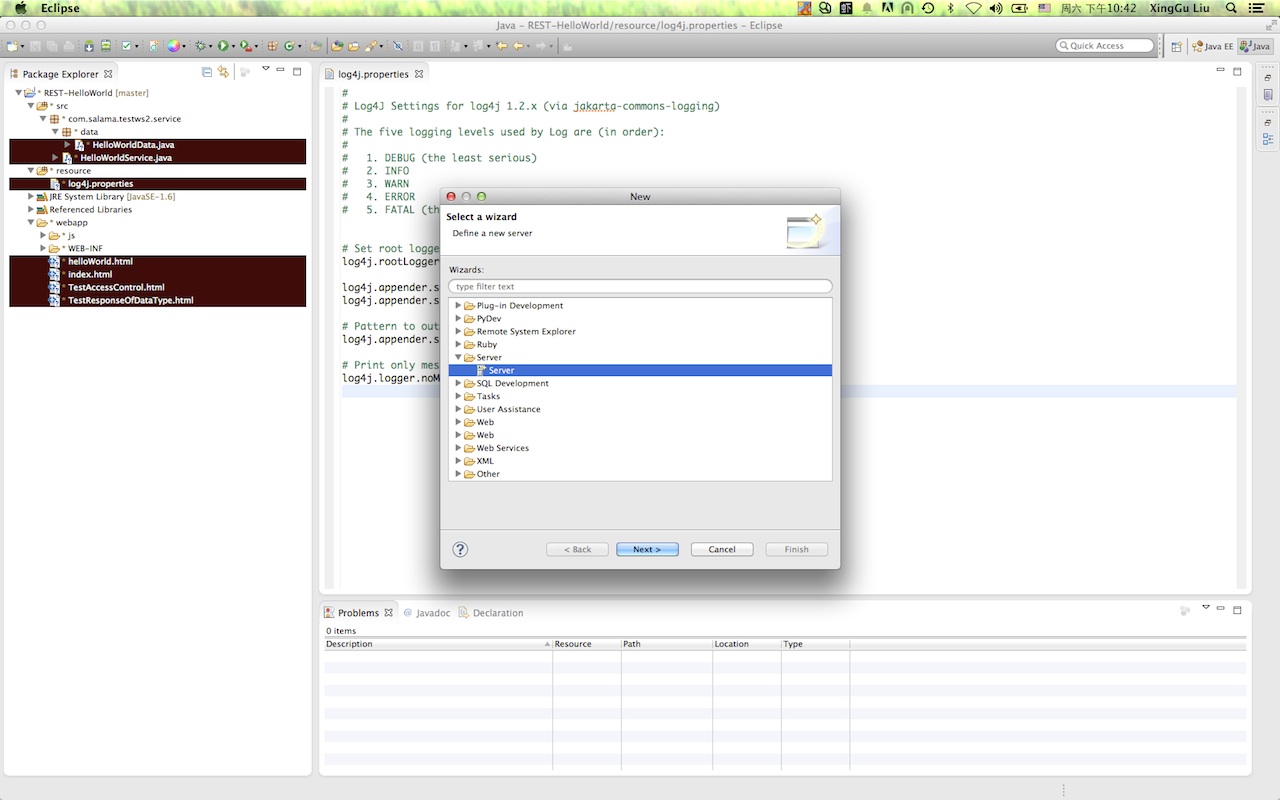 Eclipse
周六 下午10:42 XingGu Liu
Java – REST-HelloWorld/resource/log4j.properties – Eclipse
Quick Access
Java EE
Java
Package Explorer
* REST-HelloWorld [master]
* src
* com.salama.testws2.service
* data
* HelloWorldData.java
* HelloWorldService.java
* resource
* log4j.properties
JRE System Library [JavaSE-1.6]
Referenced Libraries
* webapp
* js
* WEB-INF
* helloWorld.html
* index.html
* TestAccessControl.html
* TestResponseOfDataType.html
log4j.properties
#
# Log4J Settings for log4j 1.2.x (via jakarta-commons-logging)
#
# The five logging levels used by Log are (in order):
#
# 1. DEBUG (the least serious)
# 2. INFO
# 3. WARN
# 4. ERROR
# 5. FATAL (th
# Set root logge
log4j.rootLogger
log4j.appender.s
log4j.appender.s
# Pattern to out
log4j.appender.s
# Print only mes
log4j.logger.noM
New
Select a wizard
Define a new server
Wizards:
type filter text
Plug-in Development
PyDev
Remote System Explorer
Ruby
Server
Server
SQL Development
Tasks
User Assistance
Web
Web
Web Services
XML
Other
?
< Back
Next >
Cancel
Finish
Problems
@ Javadoc
Declaration
0 items
Description
Resource
Path
Location
Type